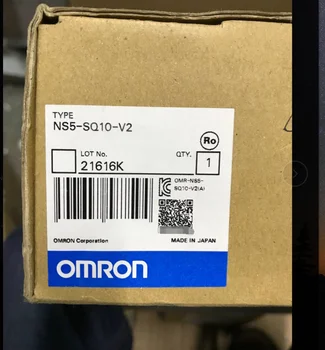 TYPE
NS5-SQ10-V2
Ro
LOT No.
QTY.
21616K
1
OMR-NS5-
SQ10-V2(A)
OMRON Corporation
MADE IN JAPAN
OMRON